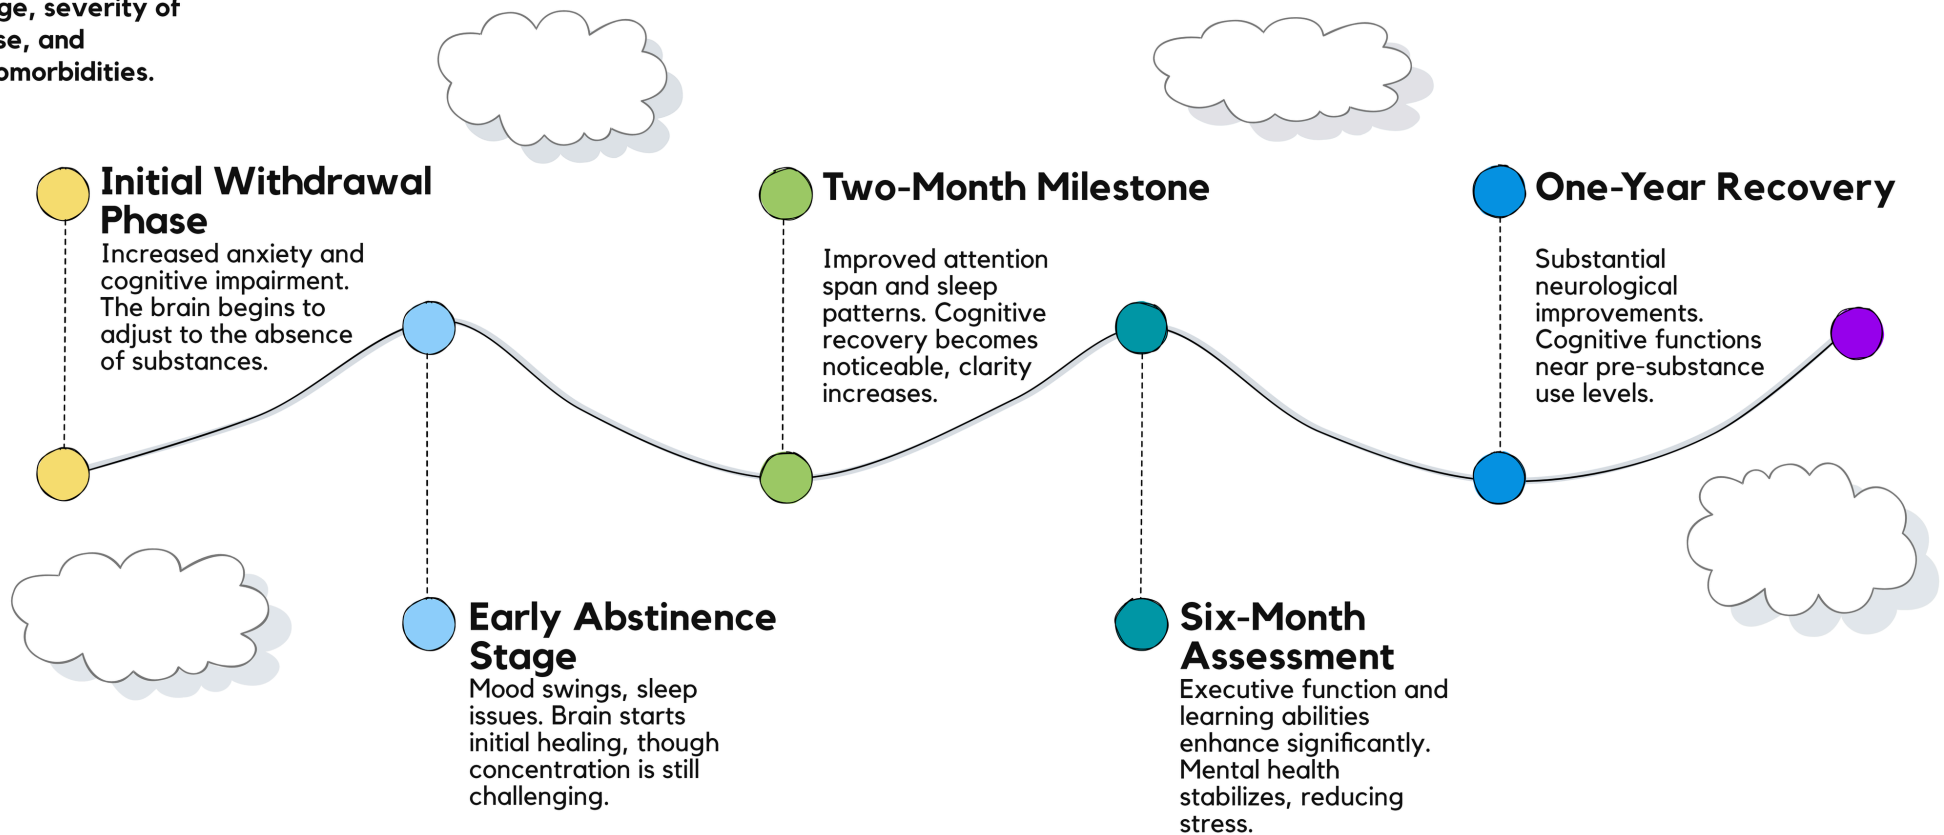 ge, severity of
se, and
omorbidities.
Initial Withdrawal
Phase
Increased anxiety and
cognitive impairment.
The brain begins to
adjust to the absence
of substances.
Early Abstinence
Stage
Mood swings, sleep
issues. Brain starts
initial healing, though
concentration is still
challenging.
Two-Month Milestone
Improved attention
span and sleep
patterns. Cognitive
recovery becomes
noticeable, clarity
increases.
Six-Month
Assessment
Executive function and
learning abilities
enhance significantly.
Mental health
stabilizes, reducing
stress.
One-Year Recovery
Substantial
neurological
improvements.
Cognitive functions
near pre-substance
use levels.